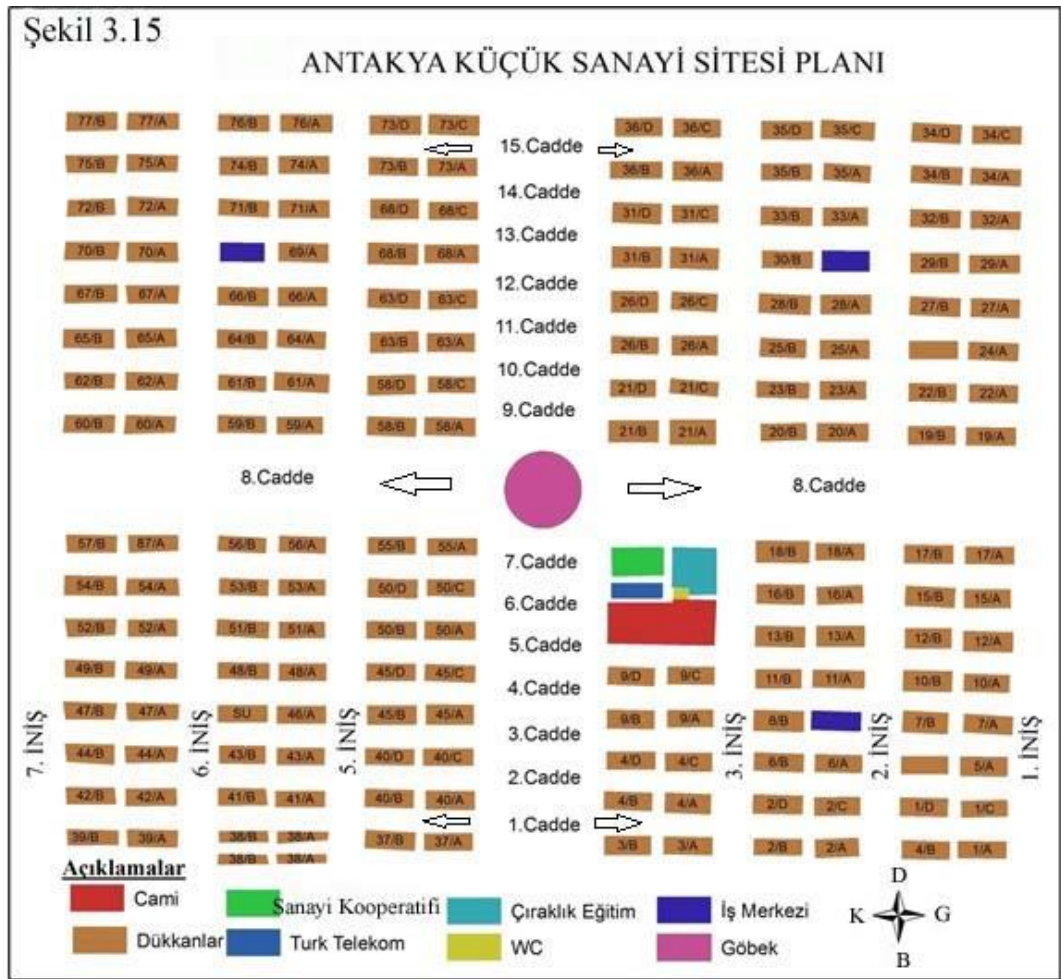 Şekil 3.15
ANTAKYA KÜÇÜK SANAYİ SİTESİ PLANI
77/B 77/A 76/B 76/A 73/D 73/C 36/D 36/C 35/D 35/C 34/D 34/C
15.Cadde
75/B 75/A 74/B 74/A 73/B 73/A 36/B 36/A 35/B 35/A 34/B 34/A
14.Cadde
72/B 72/A 71/B 71/A 68/D 68/C 31/D 31/C 33/B 33/A 32/B 32/A
13.Cadde
70/B 70/A 69/A 68/B 68/A 31/B 31/A 30/B 29/B 29/A
12.Cadde
67/B 67/A 66/B 66/A 63/D 63/C 26/D 26/C 28/B 28/A 27/B 27/A
11.Cadde
65/B 65/A 64/B 64/A 63/B 63/A 26/B 26/A 25/B 25/A 24/A
10.Cadde
62/B 62/A 61/B 61/A 58/D 58/C 21/D 21/C 23/B 23/A 22/B 22/A
9.Cadde
60/B 60/A 59/B 59/A 58/B 58/A 21/B 21/A 20/B 20/A 19/B 19/A
8.Cadde 8.Cadde
57/B 87/A 56/B 56/A 55/B 55/A 18/B 18/A 17/B 17/A
7.Cadde
54/B 54/A 53/B 53/A 50/D 50/C 16/B 16/A 15/B 15/A
6.Cadde
52/B 52/A 51/B 51/A 50/B 50/A 13/B 13/A 12/B 12/A
5.Cadde
49/B 49/A 48/B 48/A 45/D 45/C 9/D 9/C 11/B 11/A 10/B 10/A
4.Cadde
47/B 47/A SU 46/A 45/B 45/A 9/B 9/A 8/B 7/B 7/A
3.Cadde
7. İNİŞ 6. İNİŞ 5. İNİŞ 3. İNİŞ 2. İNİŞ 1. İNİŞ
44/B 44/A 43/B 43/A 40/D 40/C 4/D 4/C 6/B 6/A 5/A
2.Cadde
42/B 42/A 41/B 41/A 40/B 40/A 4/B 4/A 2/D 2/C 1/D 1/C
1.Cadde
39/B 39/A 38/B 38/A 37/B 37/A 3/B 3/A 2/B 2/A 4/B 1/A
38/B 38/A
Açıklamalar
Cami Sanayi Kooperatifi Çıraklık Eğitim İş Merkezi
Dükkanlar Turk Telekom WC Göbek
D
K G
B